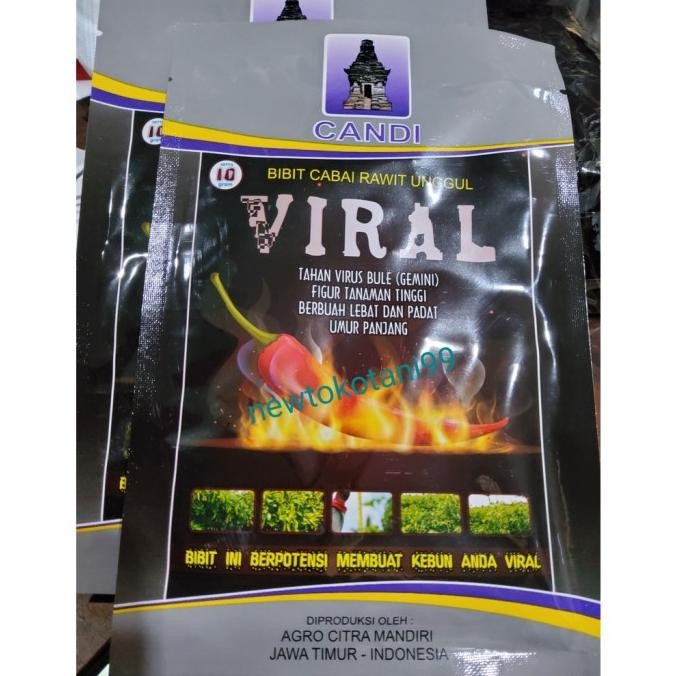 CANDI
netto
10
gram
BIBIT CABAI RAWIT UNGGUL
VIRAL
TAHAN VIRUS BULE (GEMINI)
FIGUR TANAMAN TINGGI
BERBUAH LEBAT DAN PADAT
UMUR PANJANG
newtokotani99
BIBIT INI BERPOTENSI MEMBUAT KEBUN ANDA VIRAL
DIPRODUKSI OLEH :
AGRO CITRA MANDIRI
JAWA TIMUR - INDONESIA